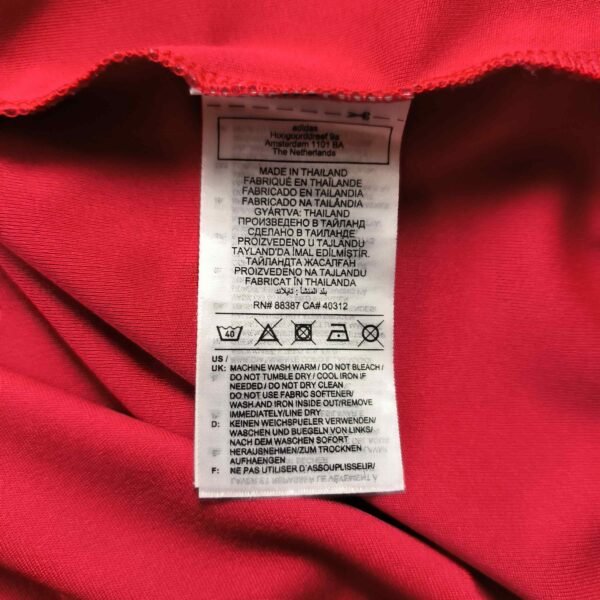 adidas
Hoogoorddreef 9a
Amsterdam 1101 BA
The Netherlands
MADE IN THAILAND
FABRIQUÉ EN THAÏLANDE
FABRICADO EN TAILANDIA
FABRICADO NA TAILÂNDIA
GYÁRTVA: THAILAND
ПРОИЗВЕДЕНО В ТАЙЛАНДЕ
СДЕЛАНО В ТАИЛАНДЕ
PROIZVEDENO U TAJLANDU
TAYLAND'DA İMAL EDİLMİŞTİR.
ТАЙЛАНДТА ЖАСАЛҒАН
PROIZVEDENO NA TAJLANDU
FABRICAT ÎN THAILANDA
بلد المنشأ : تايلاند
RN# 88387 CA# 40312
40
US /
UK: MACHINE WASH WARM / DO NOT BLEACH /
DO NOT TUMBLE DRY / COOL IRON IF
NEEDED / DO NOT DRY CLEAN
DO NOT USE FABRIC SOFTENER/
WASH AND IRON INSIDE OUT/REMOVE
IMMEDIATELY/LINE DRY
D: KEINEN WEICHSPUELER VERWENDEN/
WASCHEN UND BUEGELN VON LINKS/
NACH DEM WASCHEN SOFORT
HERAUSNEHMEN/ZUM TROCKNEN
AUFHAENGEN
F: NE PAS UTILISER D'ASSOUPLISSEUR/